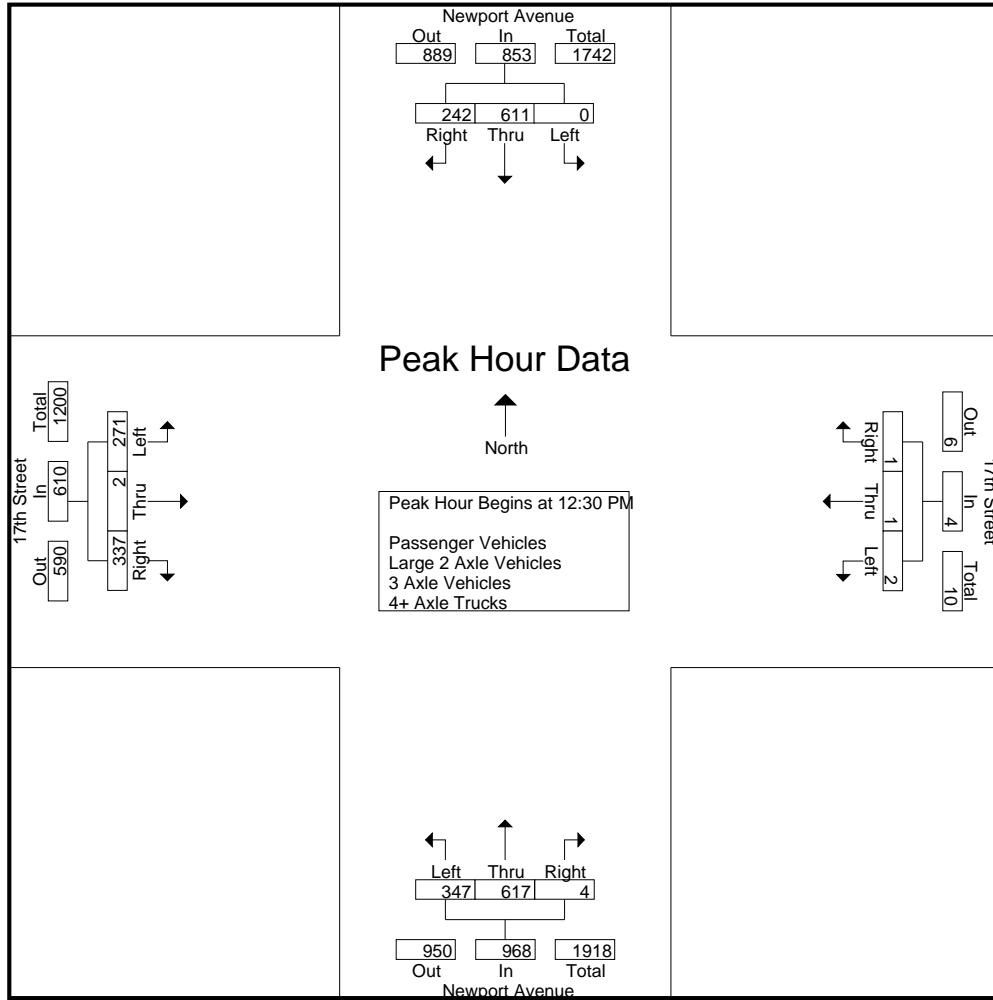 Newport Avenue
Out In Total
889 853 1742
242 611 0
Right Thru Left
Peak Hour Data
North
Peak Hour Begins at 12:30 PM
Passenger Vehicles
Large 2 Axle Vehicles
3 Axle Vehicles
4+ Axle Trucks
17th Street
Out In Total
590 610 1200
337 2 271
Right Thru Left
17th Street
Out In Total
6 4 10
1 1 2
Right Thru Left
Left Thru Right
347 617 4
950 968 1918
Out In Total
Newport Avenue